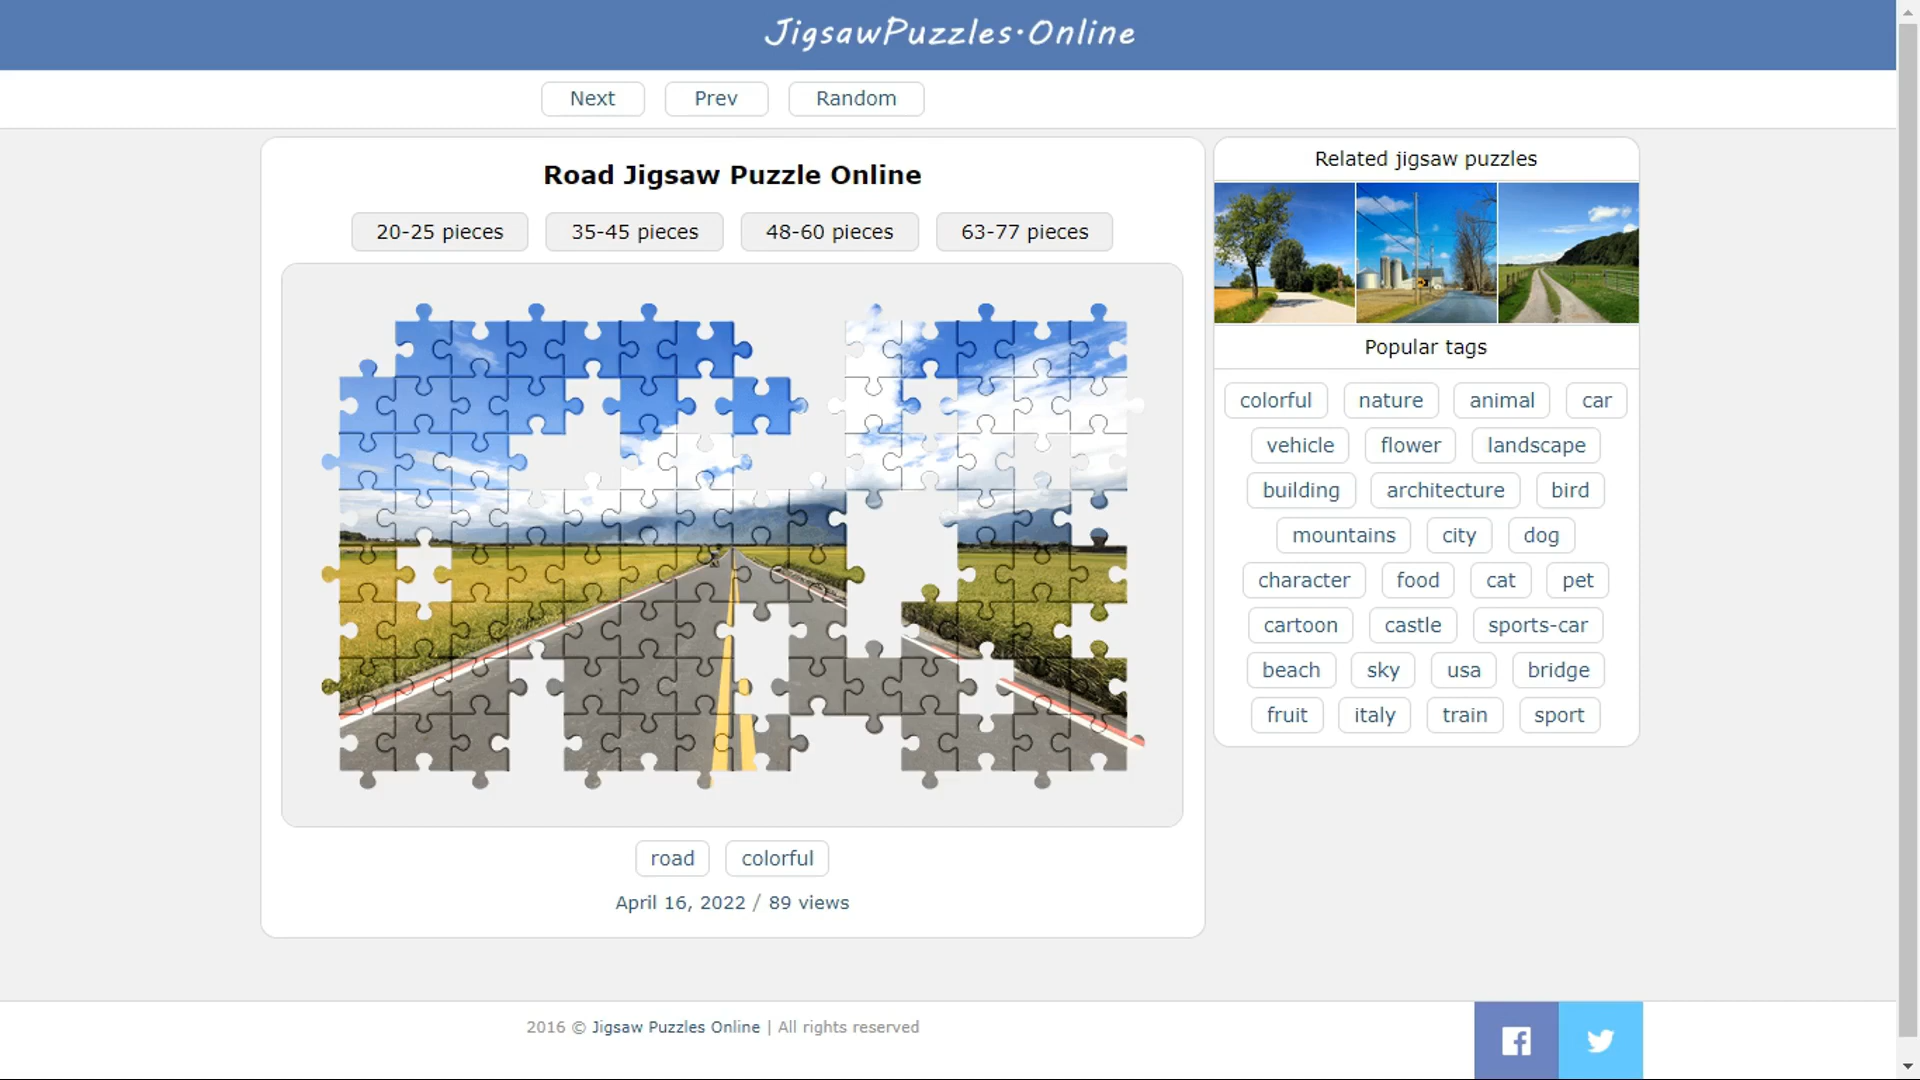 JigsawPuzzles·Online
Next Prev Random
Road Jigsaw Puzzle Online
20-25 pieces 35-45 pieces 48-60 pieces 63-77 pieces
road colorful
April 16, 2022 / 89 views
Related jigsaw puzzles
Popular tags
colorful nature animal car
vehicle flower landscape
building architecture bird
mountains city dog
character food cat pet
cartoon castle sports-car
beach sky usa bridge
fruit italy train sport
2016 © Jigsaw Puzzles Online | All rights reserved